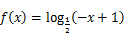 f(x) = log_{1/2}(-x + 1)